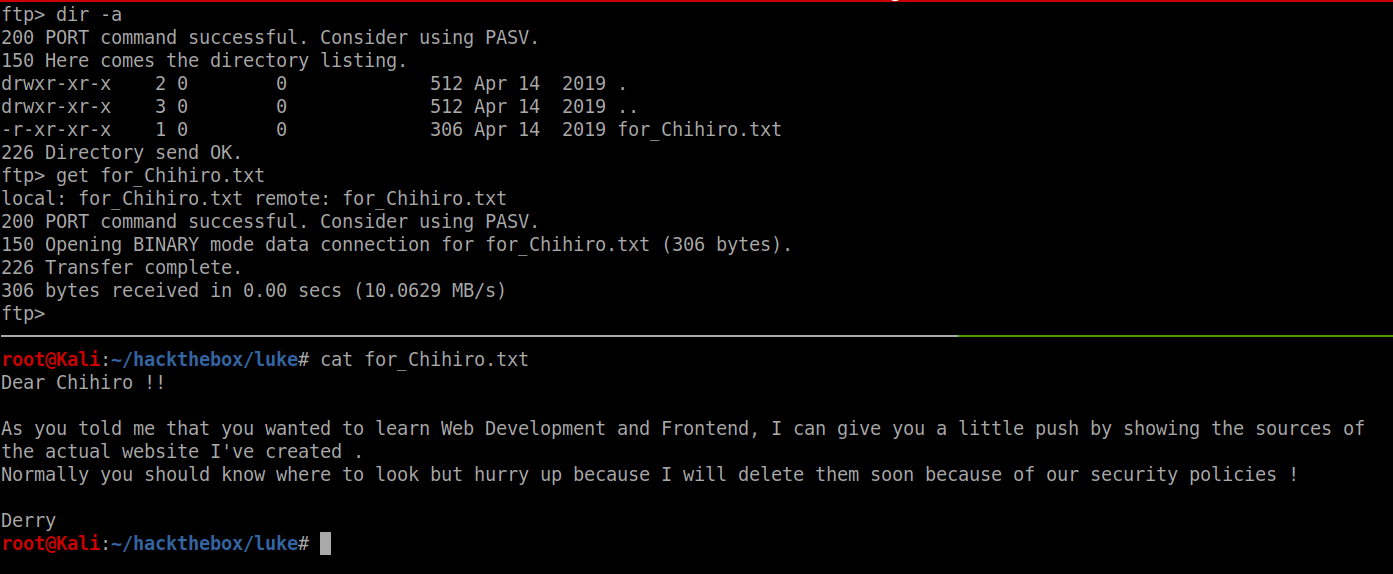 ftp> dir -a
200 PORT command successful. Consider using PASV.
150 Here comes the directory listing.
drwxr-xr-x    2 0        0             512 Apr 14  2019 .
drwxr-xr-x    3 0        0             512 Apr 14  2019 ..
-r-xr-xr-x    1 0        0             306 Apr 14  2019 for_Chihiro.txt
226 Directory send OK.
ftp> get for_Chihiro.txt
local: for_Chihiro.txt remote: for_Chihiro.txt
200 PORT command successful. Consider using PASV.
150 Opening BINARY mode data connection for for_Chihiro.txt (306 bytes).
226 Transfer complete.
306 bytes received in 0.00 secs (10.0629 MB/s)
ftp>
root@Kali:~/hackthebox/luke# cat for_Chihiro.txt
Dear Chihiro !!
As you told me that you wanted to learn Web Development and Frontend, I can give you a little push by showing the sources of
the actual website I've created .
Normally you should know where to look but hurry up because I will delete them soon because of our security policies !
Derry
root@Kali:~/hackthebox/luke#